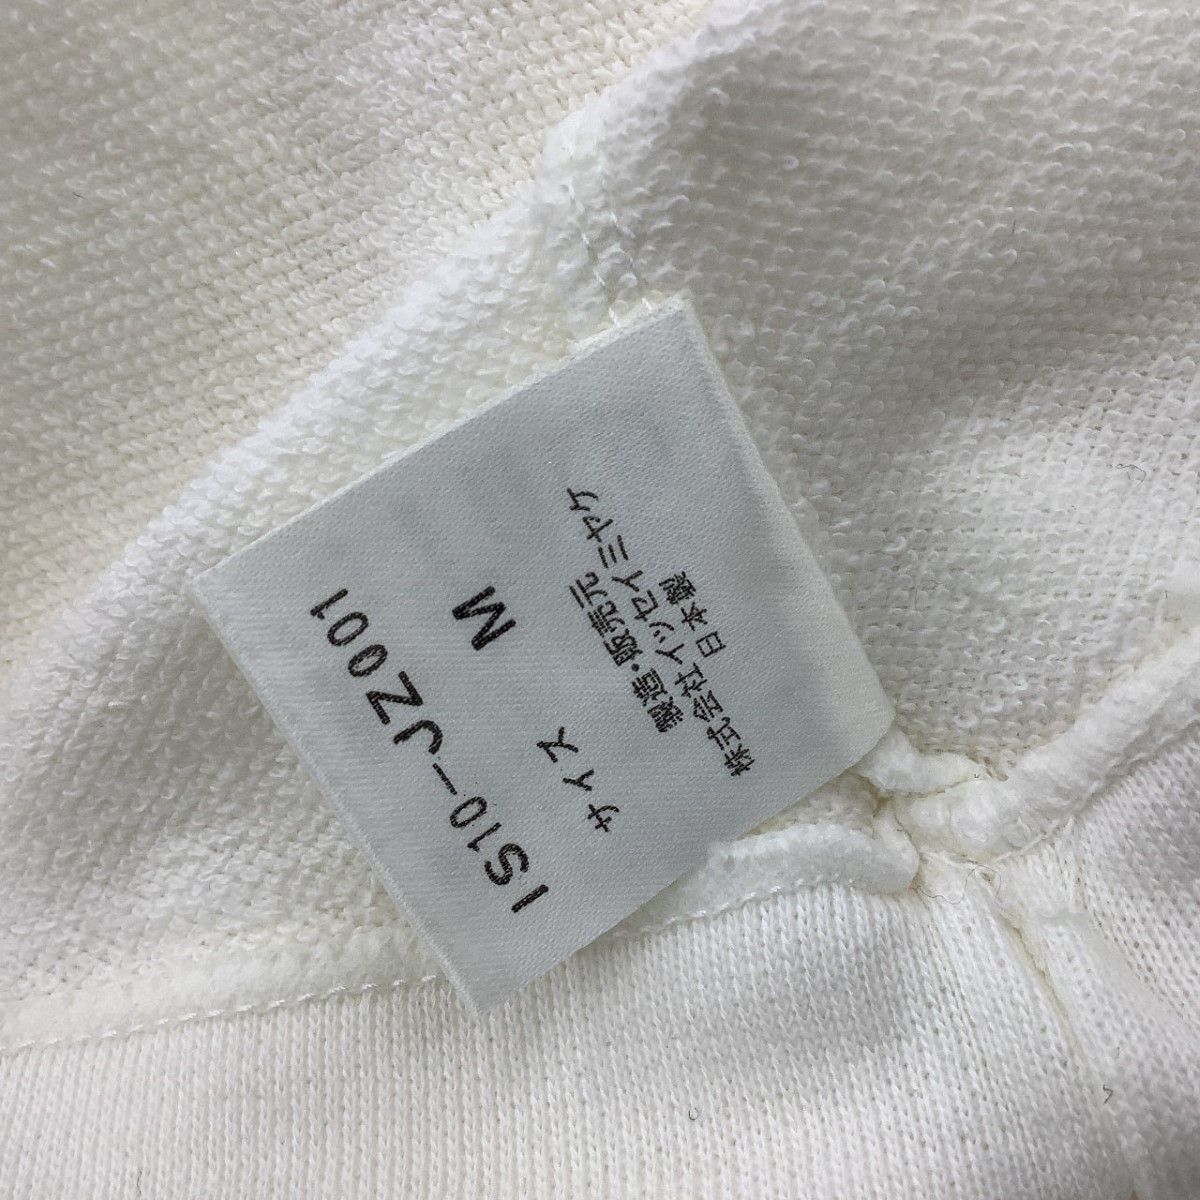 IS10-JZ001
サイズ M
製造・販売元
株式会社イッセイミヤケ
日本製